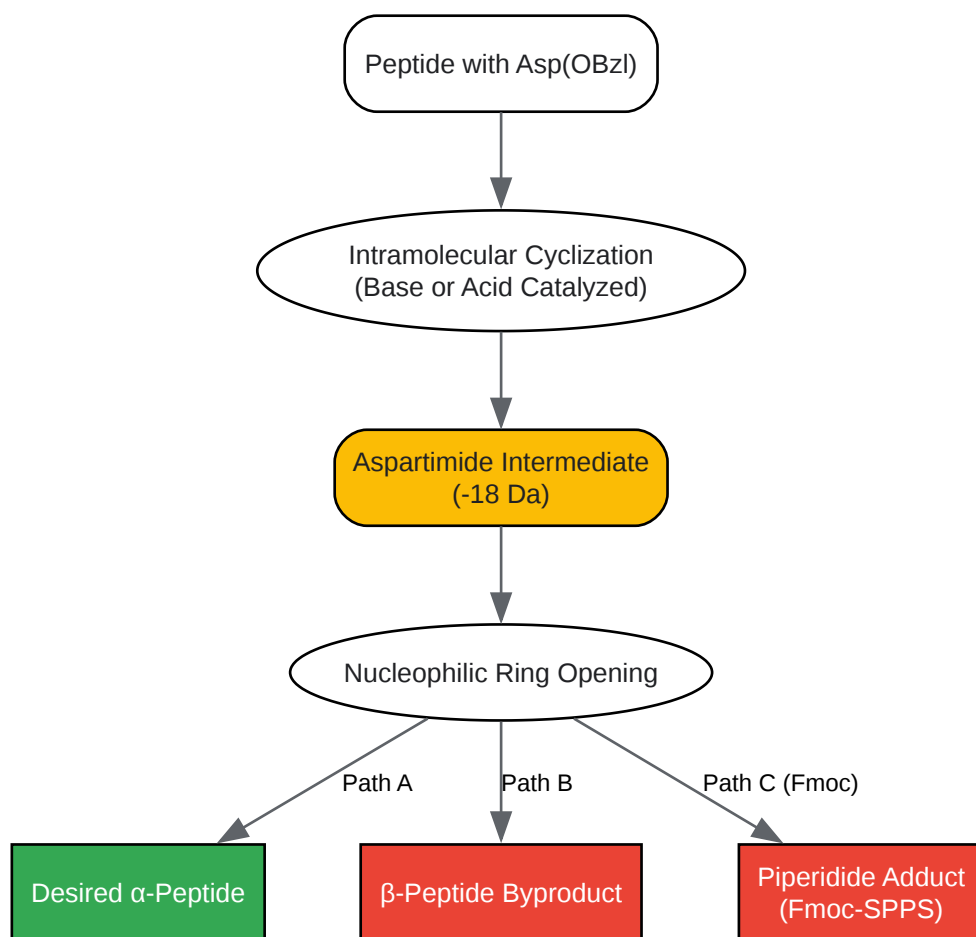 Peptide with Asp(OBzl)
Intramolecular Cyclization
(Base or Acid Catalyzed)
Aspartimide Intermediate
(-18 Da)
Nucleophilic Ring Opening
Path A
Path B
Path C (Fmoc)
Desired α-Peptide
β-Peptide Byproduct
Piperidide Adduct
(Fmoc-SPPS)